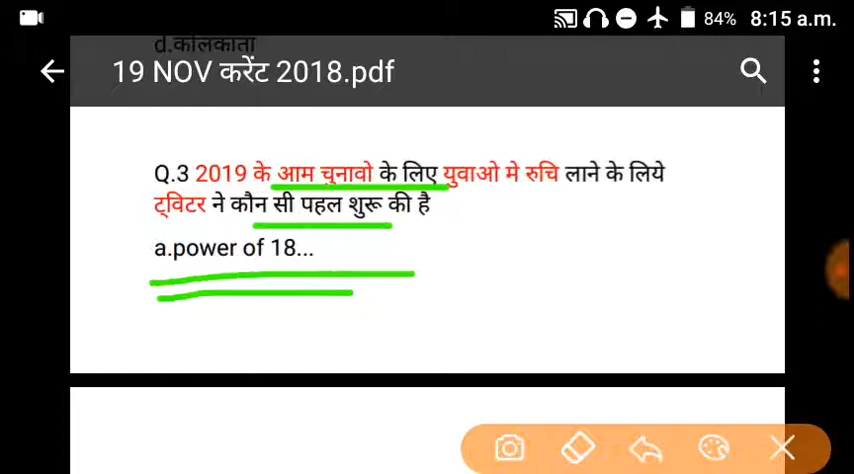 84% 8:15 a.m.
d.कोलकाता
19 NOV करेंट 2018.pdf
Q.3 2019 के आम चुनावो के लिए युवाओ मे रुचि लाने के लिये
ट्विटर ने कौन सी पहल शुरू की है
a.power of 18...